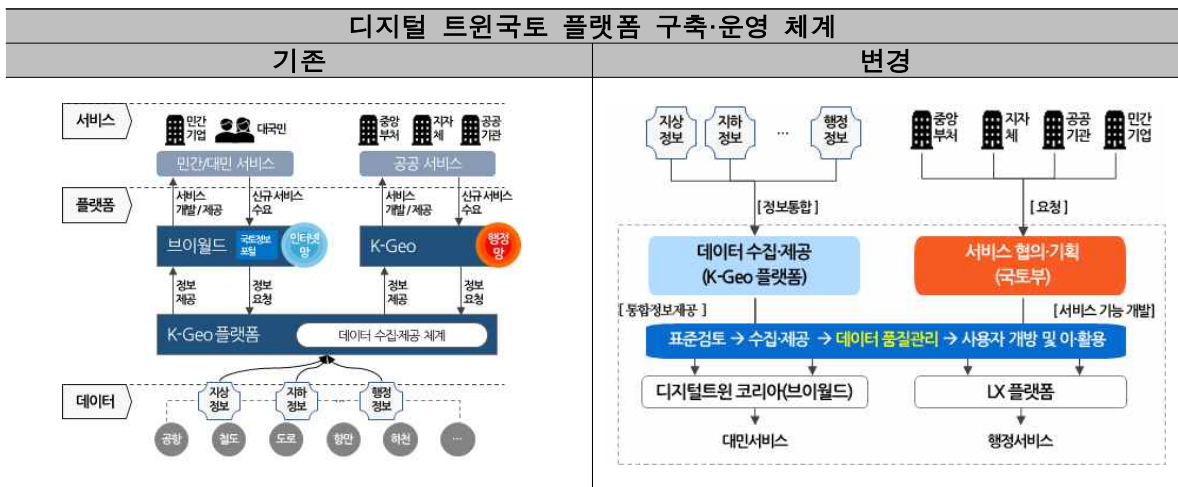 디지털 트윈국토 플랫폼 구축·운영 체계
기존
변경
서비스
민간
기업
대국민
중앙
부처
지자
체
공공
기관
민간/대민 서비스
공공 서비스
플랫폼
서비스
개발/제공
신규 서비스
수요
서비스
개발/제공
신규 서비스
수요
브이월드
국토정보
포털
인터넷
망
K-Geo
행정
망
정보
제공
정보
요청
정보
제공
정보
요청
K-Geo 플랫폼
데이터 수집·제공 체계
데이터
지상
정보
지하
정보
...
행정
정보
공항
철도
도로
항만
하천
...
지상
정보
지하
정보
...
행정
정보
중앙
부처
지자
체
공공
기관
민간
기업
[정보통합]
[요청]
데이터 수집·제공
(K-Geo 플랫폼)
서비스 협의·기획
(국토부)
[통합정보제공]
[서비스 기능 개발]
표준검토 → 수집·제공 → 데이터 품질관리 → 사용자 개방 및 이·활용
디지털트윈 코리아(브이월드)
LX 플랫폼
대민서비스
행정서비스